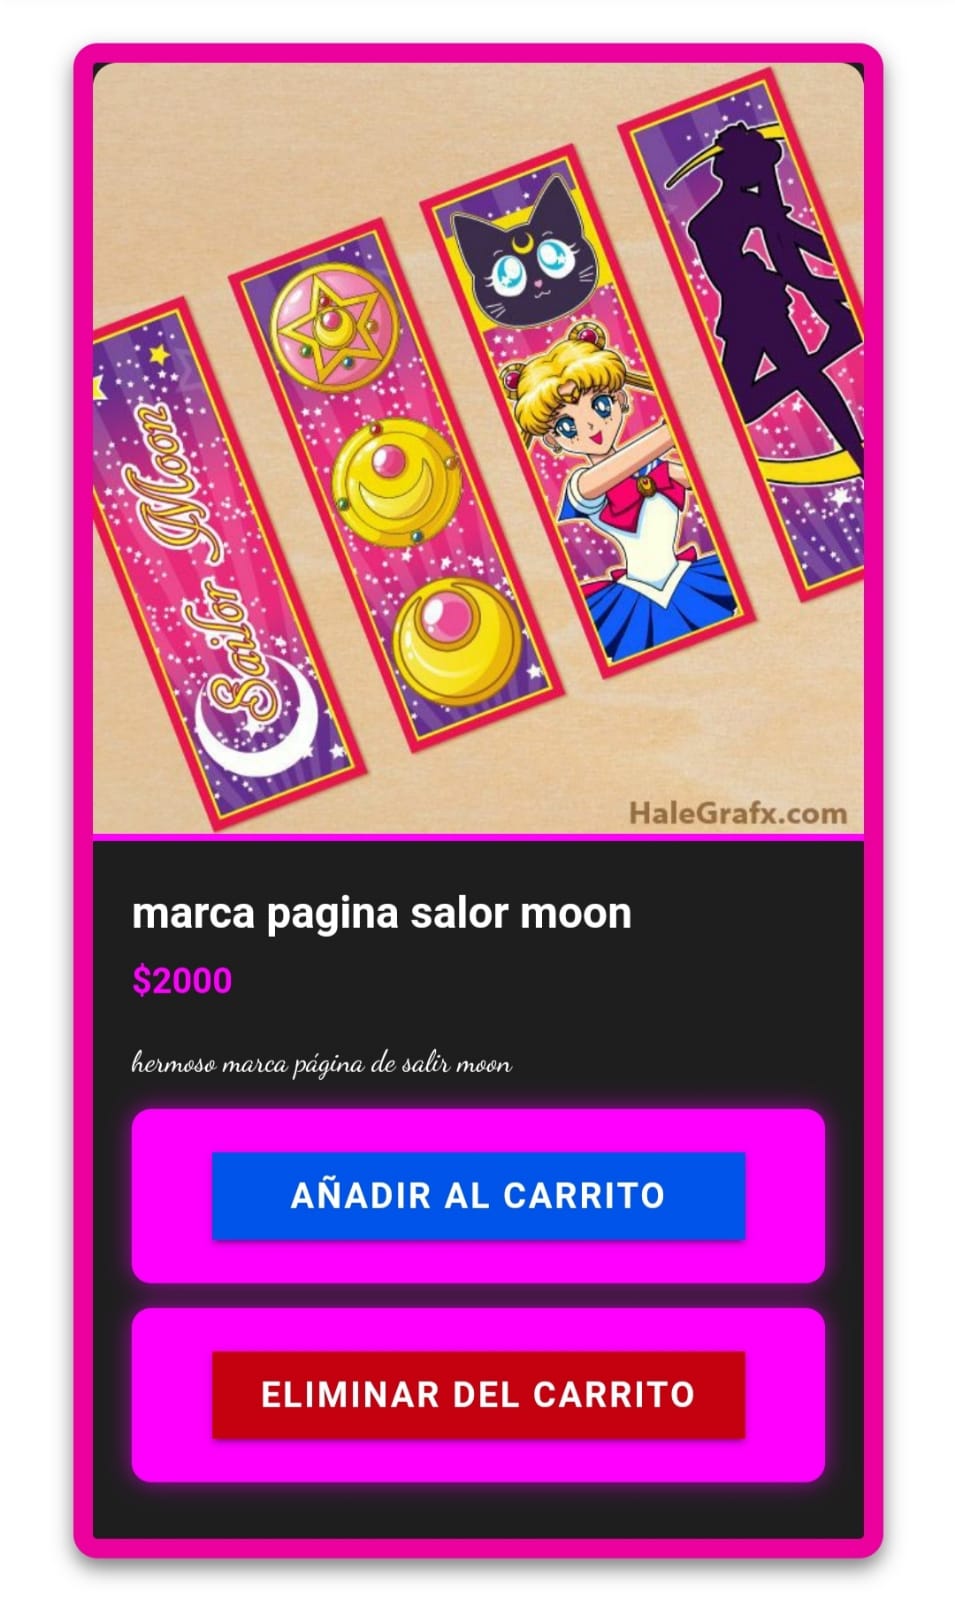 Sailor Moon
HaleGrafx.com
marca pagina salor moon
$2000
hermoso marca página de salir moon
AÑADIR AL CARRITO
ELIMINAR DEL CARRITO